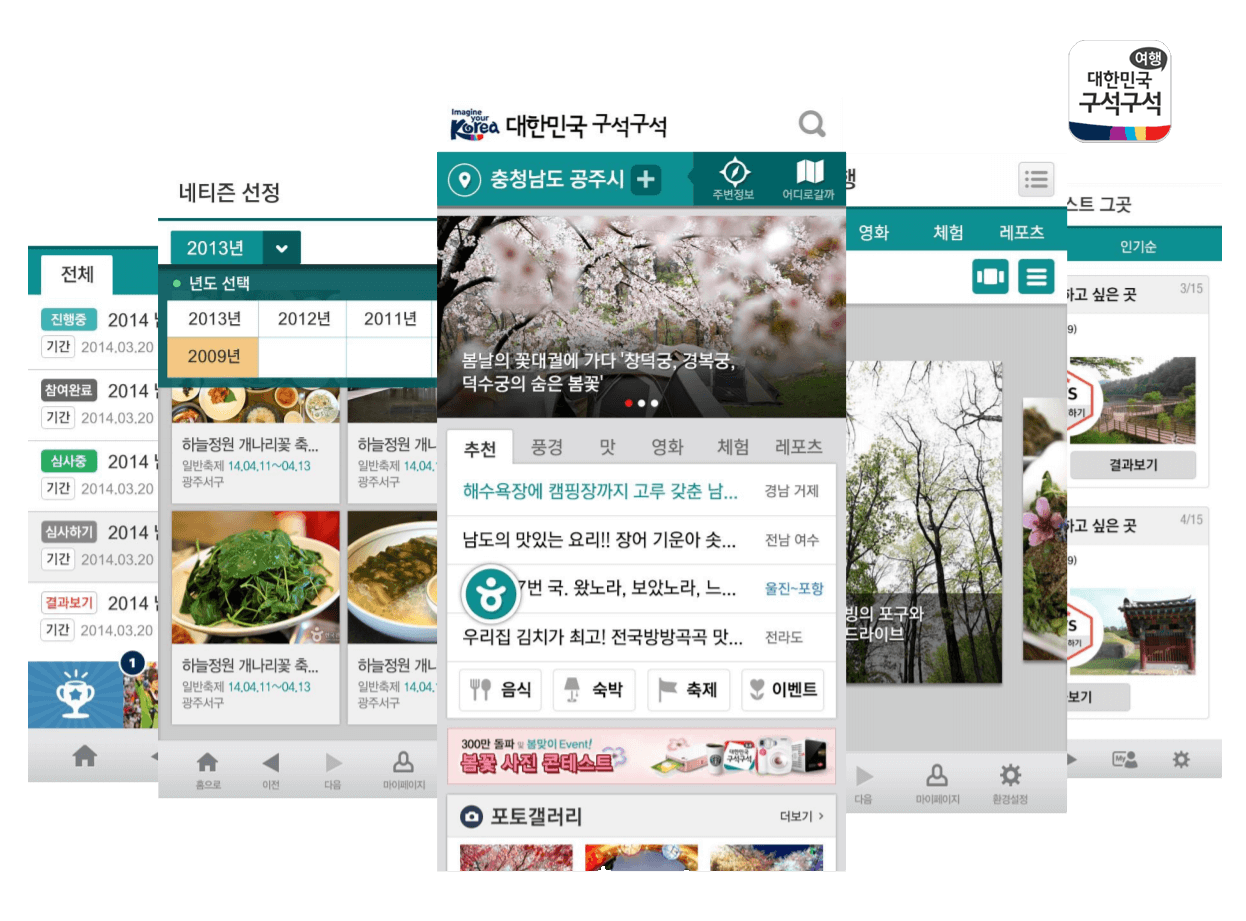 여행
대한민국
구석구석
Imagine
your
Korea
대한민국 구석구석
충청남도 공주시
주변정보
어디로갈까
봄날의 꽃대궐에 가다 '창덕궁, 경복궁,
덕수궁의 숨은 봄꽃'
추천 풍경 맛 영화 체험 레포츠
해수욕장에 캠핑장까지 고루 갖춘 남... 경남 거제
남도의 맛있는 요리!! 장어 기운아 솟... 전남 여수
7번 국. 왔노라, 보았노라, 느... 울진~포항
우리집 김치가 최고! 전국방방곡곡 맛... 전라도
음식 숙박 축제 이벤트
300만 돌파 및 봄맞이 Event!
봄꽃 사진 콘테스트
대한민국
구석구석
포토갤러리 더보기 >
네티즌 선정
2013년
년도 선택
2013년 2012년 2011년
2009년
하늘정원 개나리꽃 축...
일반축제 14.04.11~04.13
광주서구
하늘정원 개나
일반축제 14.04.
광주서구
하늘정원 개나리꽃 축...
일반축제 14.04.11~04.13
광주서구
하늘정원 개나
일반축제 14.04.
광주서구
홈으로 이전 다음 마이페이지
전체
진행중 2014
기간 2014.03.20
참여완료 2014
기간 2014.03.20
심사중 2014
기간 2014.03.20
심사하기 2014
기간 2014.03.20
결과보기 2014
기간 2014.03.20
1
행
영화 체험 레포츠
빙의 포구와
드라이브
다음 마이페이지 환경설정
스트 그곳
인기순
하고 싶은 곳 3/15
9)
S
하기
결과보기
하고 싶은 곳 4/15
9)
S
하기
보기
My